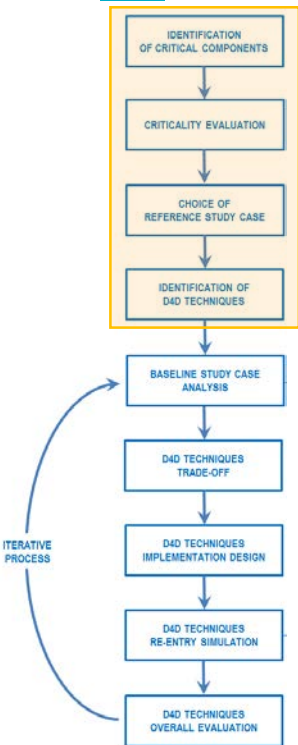 IDENTIFICATION
OF CRITICAL COMPONENTS
CRITICALITY EVALUATION
CHOICE OF
REFERENCE STUDY CASE
IDENTIFICATION OF
D4D TECHNIQUES
BASELINE STUDY CASE
ANALYSIS
D4D TECHNIQUES
TRADE-OFF
D4D TECHNIQUES
IMPLEMENTATION DESIGN
ITERATIVE
PROCESS
D4D TECHNIQUES
RE-ENTRY SIMULATION
D4D TECHNIQUES
OVERALL EVALUATION